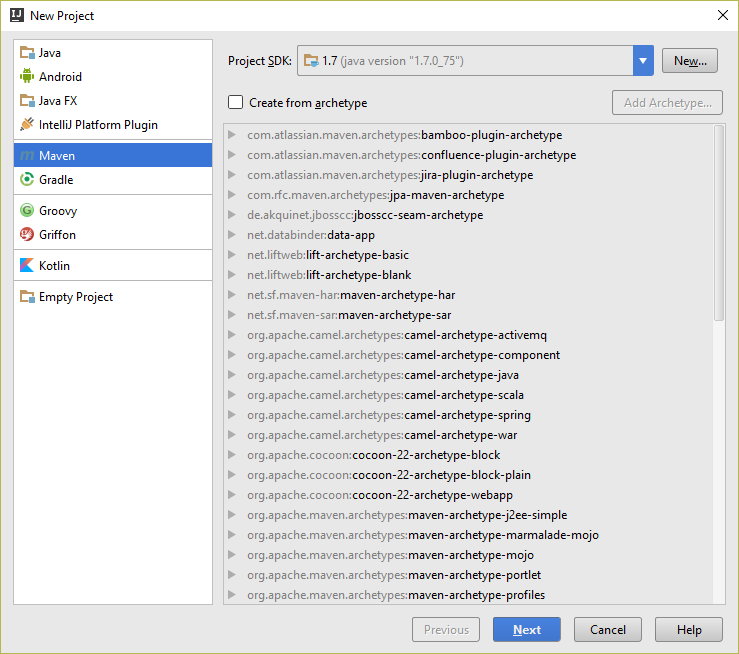 New Project
Java
Android
Java FX
IntelliJ Platform Plugin
Maven
Gradle
Groovy
Griffon
Kotlin
Empty Project
Project SDK: 1.7 (java version "1.7.0_75") New...
Create from archetype Add Archetype...
com.atlassian.maven.archetypes:bamboo-plugin-archetype
com.atlassian.maven.archetypes:confluence-plugin-archetype
com.atlassian.maven.archetypes:jira-plugin-archetype
com.rfc.maven.archetypes:jpa-maven-archetype
de.akquinet.jbosscc:jbosscc-seam-archetype
net.databinder:data-app
net.liftweb:lift-archetype-basic
net.liftweb:lift-archetype-blank
net.sf.maven-har:maven-archetype-har
net.sf.maven-sar:maven-archetype-sar
org.apache.camel.archetypes:camel-archetype-activemq
org.apache.camel.archetypes:camel-archetype-component
org.apache.camel.archetypes:camel-archetype-java
org.apache.camel.archetypes:camel-archetype-scala
org.apache.camel.archetypes:camel-archetype-spring
org.apache.camel.archetypes:camel-archetype-war
org.apache.cocoon:cocoon-22-archetype-block
org.apache.cocoon:cocoon-22-archetype-block-plain
org.apache.cocoon:cocoon-22-archetype-webapp
org.apache.maven.archetypes:maven-archetype-j2ee-simple
org.apache.maven.archetypes:maven-archetype-marmalade-mojo
org.apache.maven.archetypes:maven-archetype-mojo
org.apache.maven.archetypes:maven-archetype-portlet
org.apache.maven.archetypes:maven-archetype-profiles
Previous Next Cancel Help